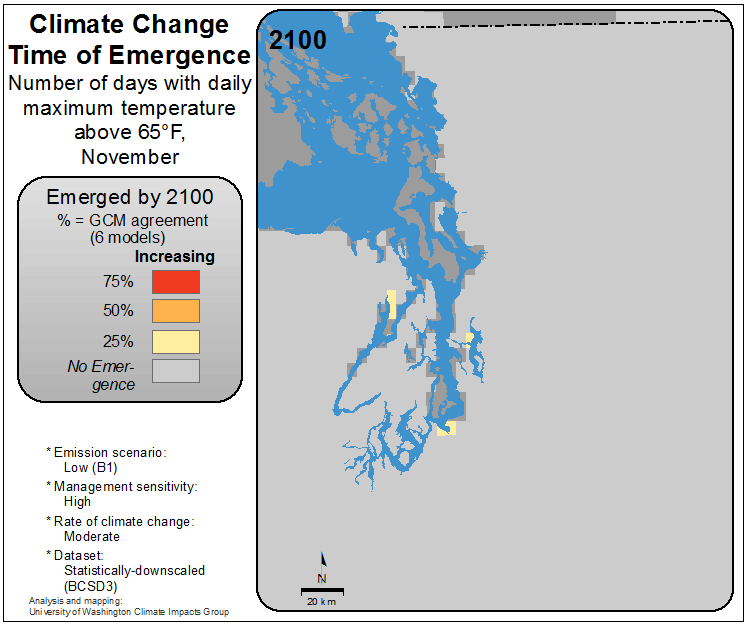 Climate Change
Time of Emergence
Number of days with daily
maximum temperature
above 65°F,
November
Emerged by 2100
% = GCM agreement
(6 models)
Increasing
75%
50%
25%
No Emer-
gence
* Emission scenario:
Low (B1)
* Management sensitivity:
High
* Rate of climate change:
Moderate
* Dataset:
Statistically-downscaled
(BCSD3)
Analysis and mapping:
University of Washington Climate Impacts Group
2100
N
20 km